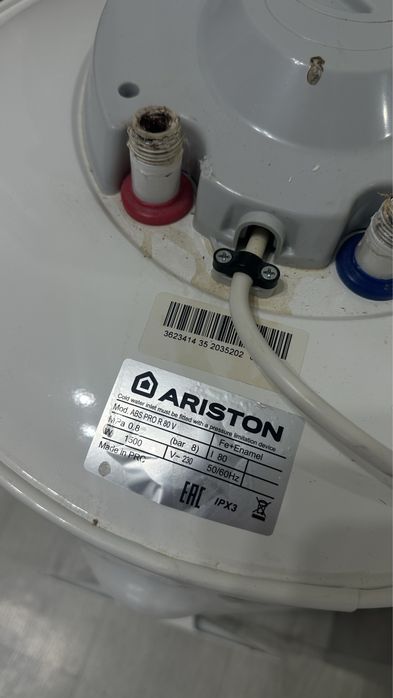 3623414 35 2035202
ARISTON
Cold water inlet must be fitted with a pressure limitation device
Mod. ABS PRO R 80 V Fe+Enamel
MPa 0,8 (bar 8) l 80
W 1500 V~ 230 50/60Hz
Made in PRC
EAC IPX3